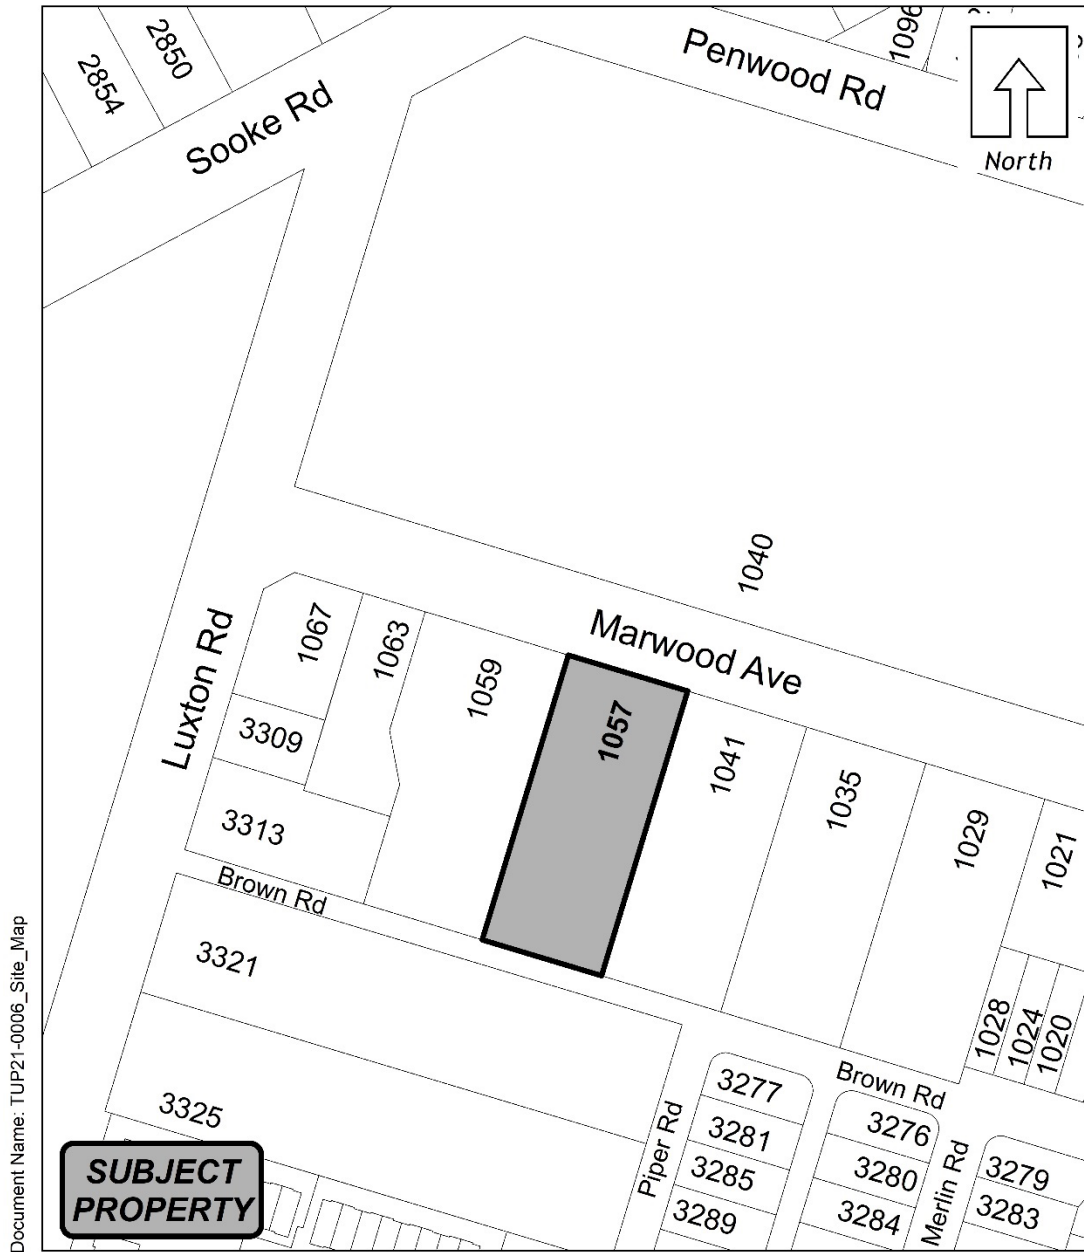 2850
2854
Sooke Rd
Penwood Rd
1096
North
1040
Marwood Ave
Luxton Rd
1067
1063
1059
1057
1041
1035
1029
1021
3309
3313
Brown Rd
3321
1028
1024
1020
3325
Piper Rd
3277
3281
3285
3289
Brown Rd
3276
3280
3284
Merlin Rd
3279
3283
SUBJECT
PROPERTY
Document Name: TUP21-0006_Site_Map